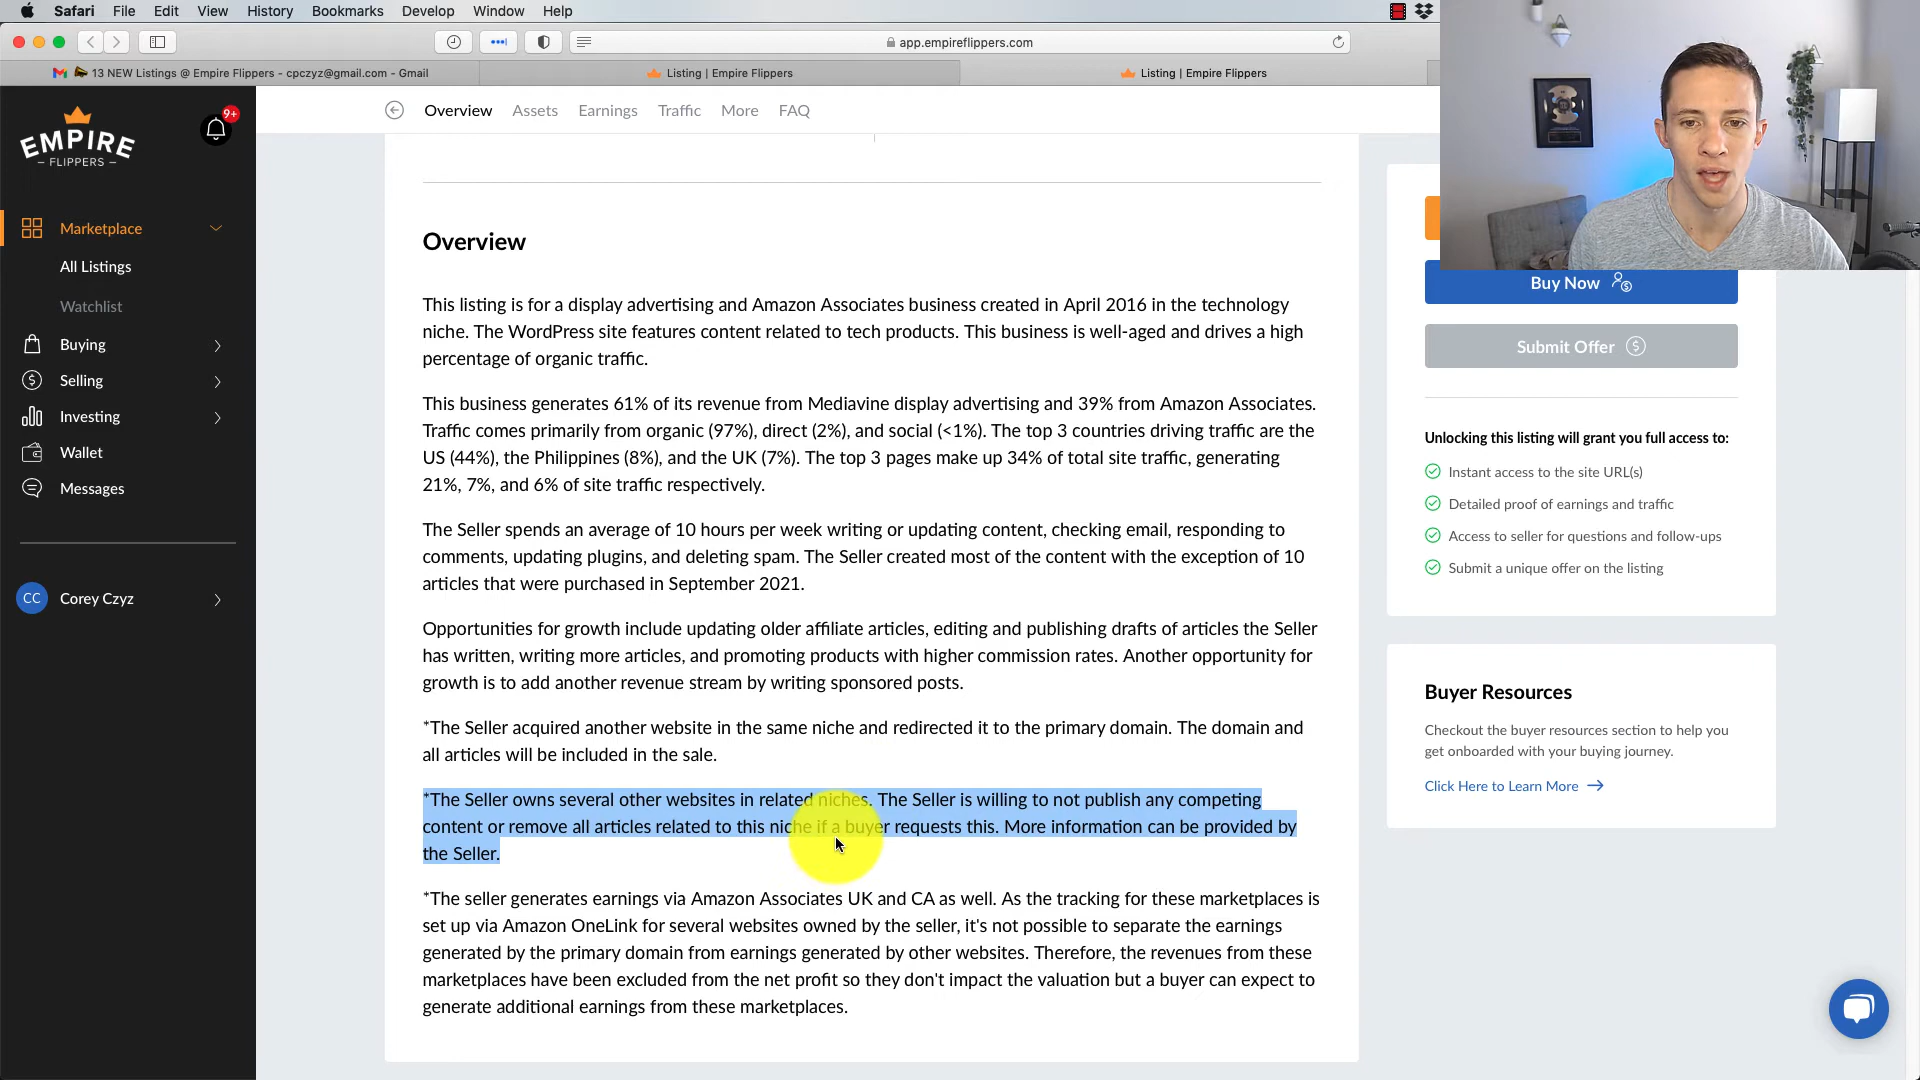 Safari File Edit View History Bookmarks Develop Window Help
app.empireflippers.com
13 NEW Listings @ Empire Flippers - cpczyz@gmail.com - Gmail
Listing | Empire Flippers
Listing | Empire Flippers
EMPIRE
FLIPPERS
9+
Marketplace
All Listings
Watchlist
Buying
Selling
Investing
Wallet
Messages
CC Corey Czyz
Overview Assets Earnings Traffic More FAQ
Overview
This listing is for a display advertising and Amazon Associates business created in April 2016 in the technology
niche. The WordPress site features content related to tech products. This business is well-aged and drives a high
percentage of organic traffic.
This business generates 61% of its revenue from Mediavine display advertising and 39% from Amazon Associates.
Traffic comes primarily from organic (97%), direct (2%), and social (<1%). The top 3 countries driving traffic are the
US (44%), the Philippines (8%), and the UK (7%). The top 3 pages make up 34% of total site traffic, generating
21%, 7%, and 6% of site traffic respectively.
The Seller spends an average of 10 hours per week writing or updating content, checking email, responding to
comments, updating plugins, and deleting spam. The Seller created most of the content with the exception of 10
articles that were purchased in September 2021.
Opportunities for growth include updating older affiliate articles, editing and publishing drafts of articles the Seller
has written, writing more articles, and promoting products with higher commission rates. Another opportunity for
growth is to add another revenue stream by writing sponsored posts.
*The Seller acquired another website in the same niche and redirected it to the primary domain. The domain and
all articles will be included in the sale.
*The Seller owns several other websites in related niches. The Seller is willing to not publish any competing
content or remove all articles related to this niche if a buyer requests this. More information can be provided by
the Seller.
*The seller generates earnings via Amazon Associates UK and CA as well. As the tracking for these marketplaces is
set up via Amazon OneLink for several websites owned by the seller, it's not possible to separate the earnings
generated by the primary domain from earnings generated by other websites. Therefore, the revenues from these
marketplaces have been excluded from the net profit so they don't impact the valuation but a buyer can expect to
generate additional earnings from these marketplaces.
Buy Now
Submit Offer
Unlocking this listing will grant you full access to:
Instant access to the site URL(s)
Detailed proof of earnings and traffic
Access to seller for questions and follow-ups
Submit a unique offer on the listing
Buyer Resources
Checkout the buyer resources section to help you
get onboarded with your buying journey.
Click Here to Learn More